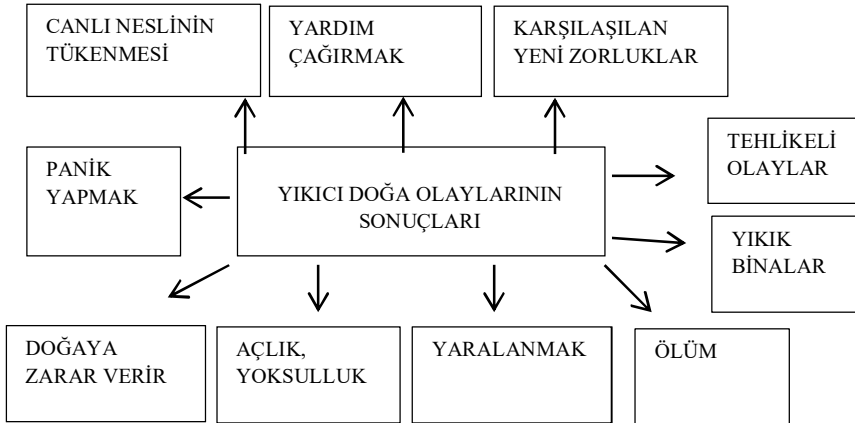 CANLI NESLİNİN
TÜKENMESİ
YARDIM
ÇAĞIRMAK
KARŞILAŞILAN
YENİ ZORLUKLAR
PANİK
YAPMAK
YIKICI DOĞA OLAYLARININ
SONUÇLARI
TEHLİKELİ
OLAYLAR
YIKIK
BİNALAR
DOĞAYA
ZARAR VERİR
AÇLIK,
YOKSULLUK
YARALANMAK
ÖLÜM